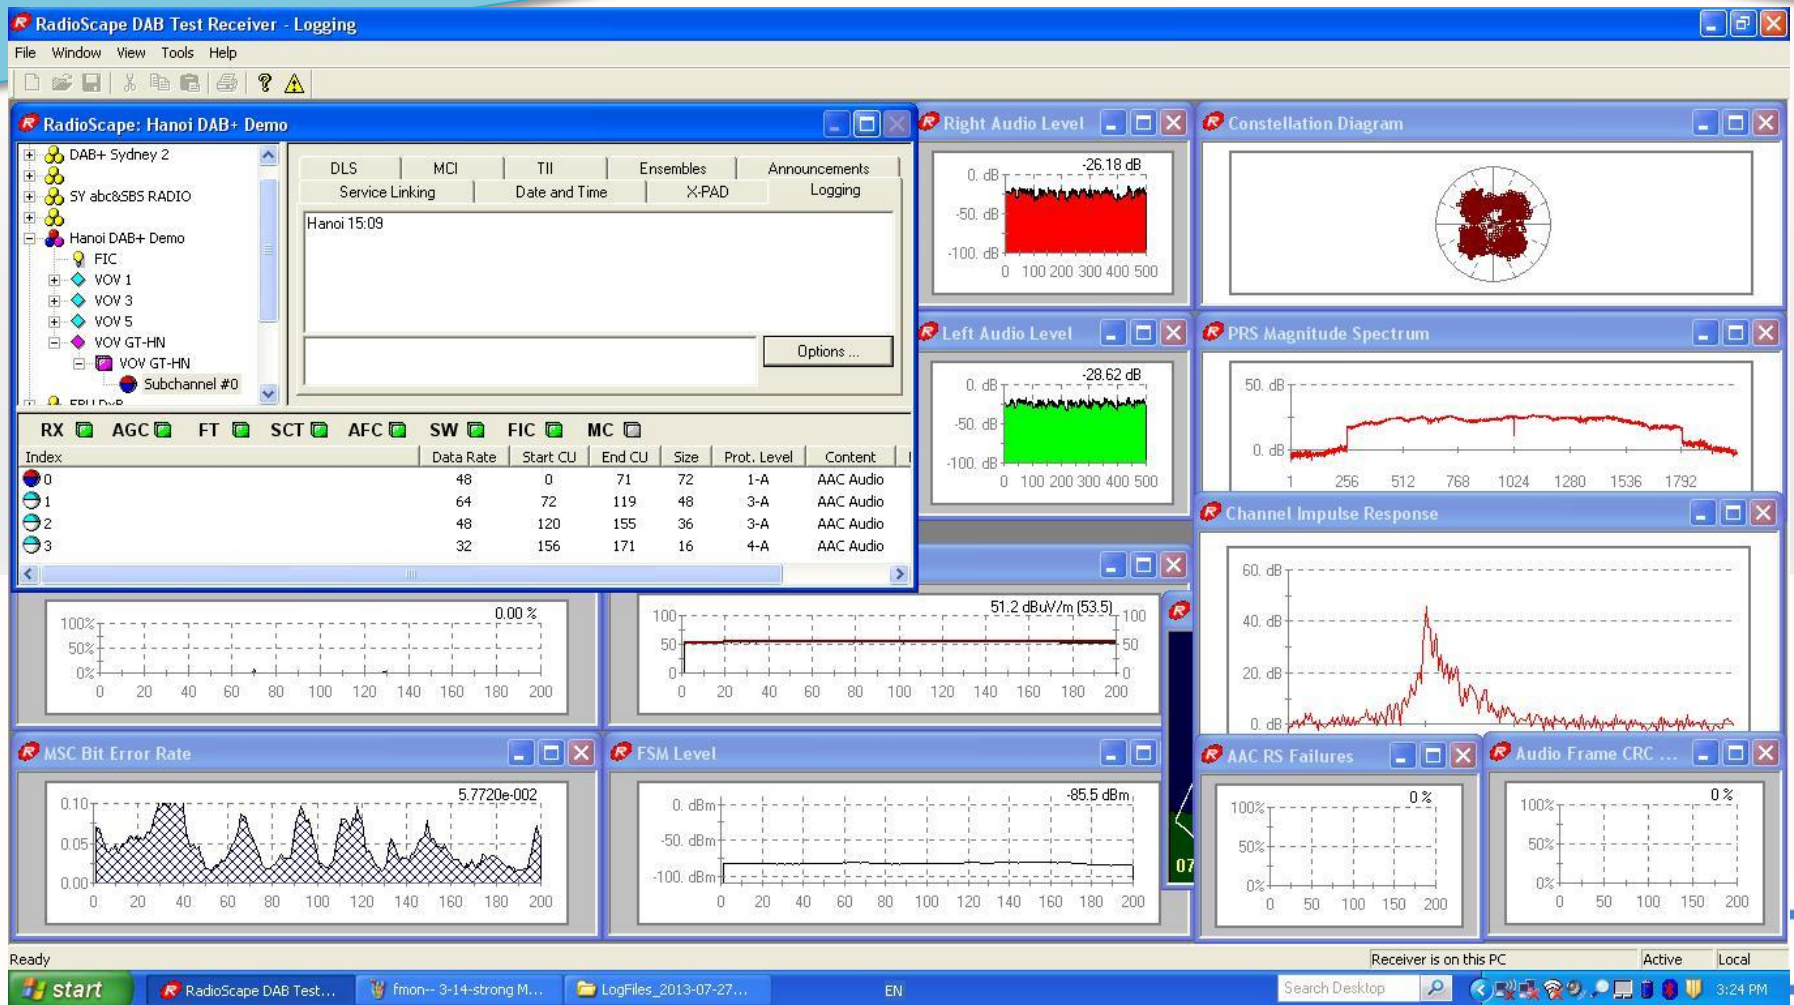 RadioScape DAB Test Receiver - Logging
File Window View Tools Help
RadioScape: Hanoi DAB+ Demo
DAB+ Sydney 2
SY abc&SBS RADIO
Hanoi DAB+ Demo
FIC
VOV 1
VOV 3
VOV 5
VOV GT-HN
VOV GT-HN
Subchannel #0
DLS MCI TII Ensembles Announcements
Service Linking Date and Time X-PAD Logging
Hanoi 15:09
Options ...
RX AGC FT SCT AFC SW FIC MC
Index Data Rate Start CU End CU Size Prot. Level Content
0 48 0 71 72 1-A AAC Audio
1 64 72 119 48 3-A AAC Audio
2 48 120 155 36 3-A AAC Audio
3 32 156 171 16 4-A AAC Audio
Right Audio Level
-26.18 dB
0. dB
-50. dB
-100. dB
0 100 200 300 400 500
Constellation Diagram
Left Audio Level
-28.62 dB
0. dB
-50. dB
-100. dB
0 100 200 300 400 500
PRS Magnitude Spectrum
50. dB
0. dB
1 256 512 768 1024 1280 1536 1792
Channel Impulse Response
60. dB
40. dB
20. dB
0. dB
0.00 %
100%
50%
0%
0 20 40 60 80 100 120 140 160 180 200
51.2 dBuV/m (53.5)
100 100
50 50
0 0
0 20 40 60 80 100 120 140 160 180 200
MSC Bit Error Rate
5.7720e-002
0.10
0.05
0.00
0 20 40 60 80 100 120 140 160 180 200
FSM Level
-85.5 dBm
0. dBm
-50. dBm
-100. dBm
0 20 40 60 80 100 120 140 160 180 200
07
AAC RS Failures
0 %
100%
50%
0%
0 50 100 150 200
Audio Frame CRC ...
0 %
100%
50%
0%
0 50 100 150 200
Ready
Receiver is on this PC Active Local
start RadioScape DAB Test... fmon-- 3-14-strong M... LogFiles_2013-07-27... EN Search Desktop 3:24 PM